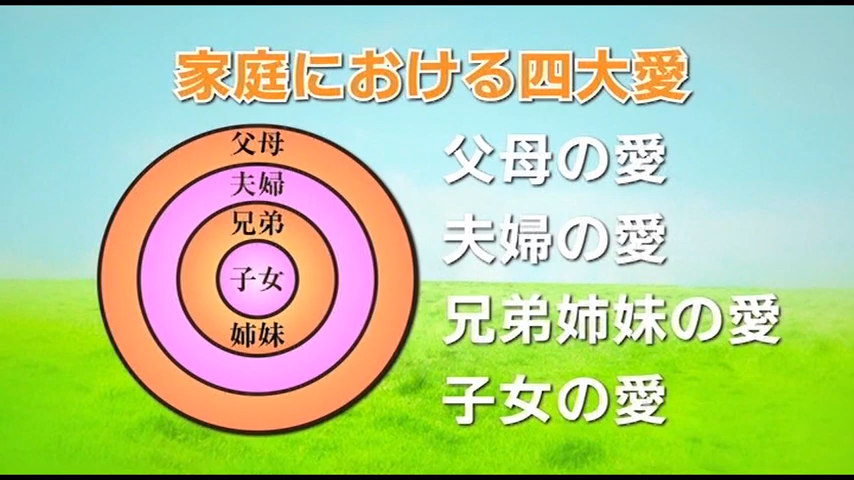 家庭における四大愛
父母
夫婦
兄弟
子女
姉妹
父母の愛
夫婦の愛
兄弟姉妹の愛
子女の愛